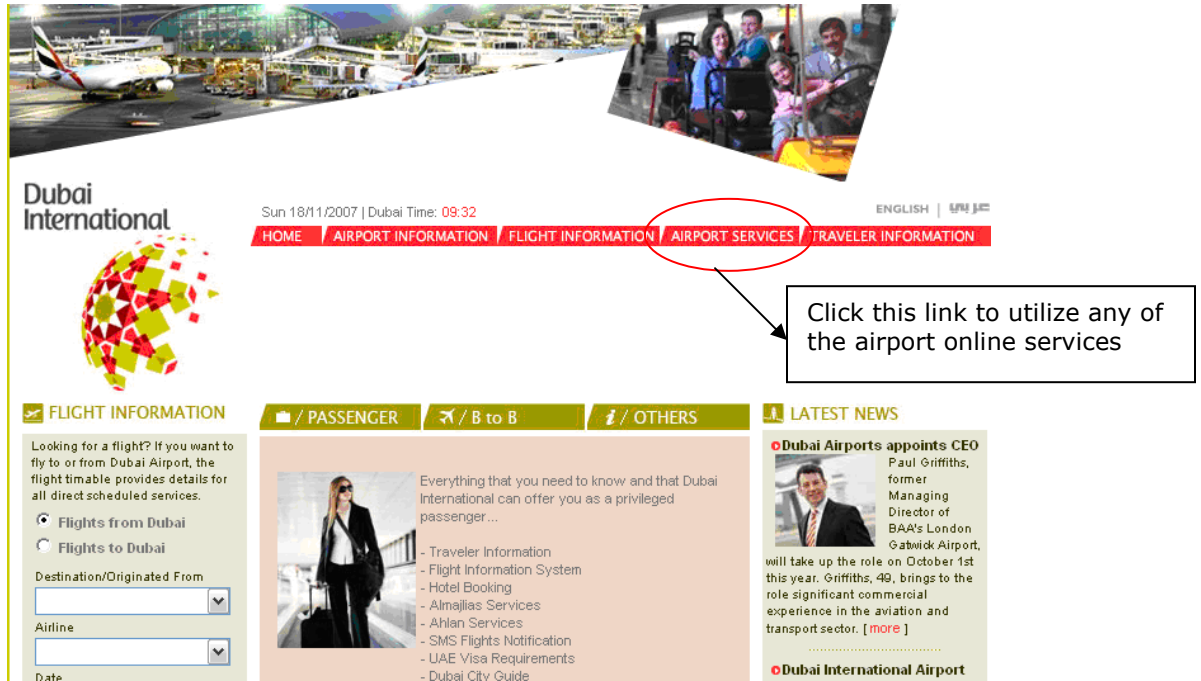 Dubai
International
Sun 18/11/2007 | Dubai Time: 09:32
ENGLISH |
HOME / AIRPORT INFORMATION / FLIGHT INFORMATION / AIRPORT SERVICES / TRAVELER INFORMATION
Click this link to utilize any of
the airport online services
FLIGHT INFORMATION
Looking for a flight? If you want to
fly to or from Dubai Airport, the
flight timable provides details for
all direct scheduled services.
Flights from Dubai
Flights to Dubai
Destination/Originated From
Airline
Date
/ PASSENGER
/ B to B
i / OTHERS
Everything that you need to know and that Dubai
International can offer you as a privileged
passenger...
- Traveler Information
- Flight Information System
- Hotel Booking
- Almajlias Services
- Ahlan Services
- SMS Flights Notification
- UAE Visa Requirements
- Dubai City Guide
LATEST NEWS
Dubai Airports appoints CEO
Paul Griffiths,
former
Managing
Director of
BAA's London
Gatwick Airport,
will take up the role on October 1st
this year. Griffiths, 49, brings to the
role significant commercial
experience in the aviation and
transport sector. [ more ]
Dubai International Airport